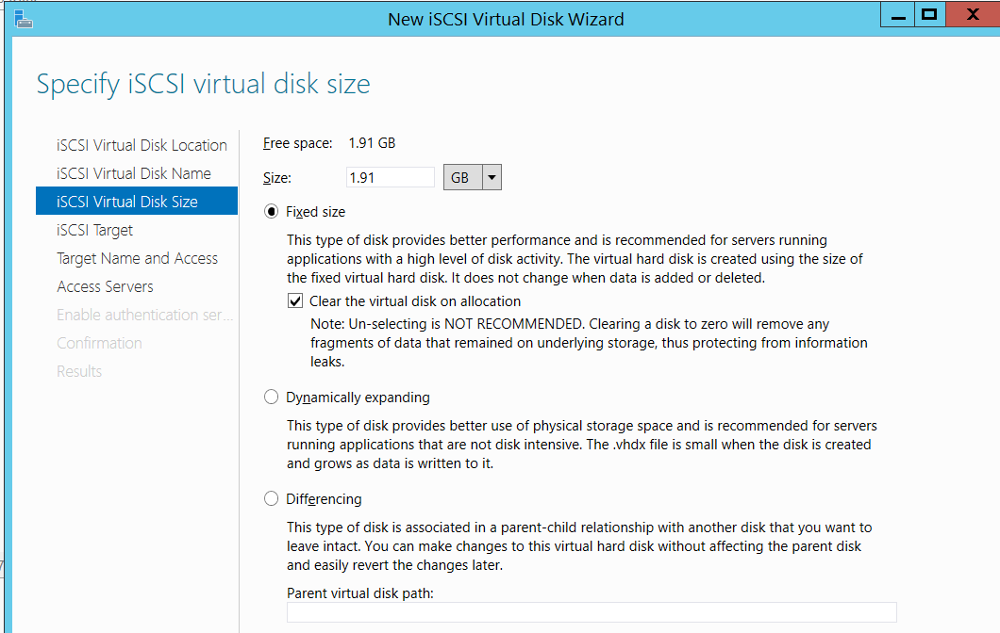 New iSCSI Virtual Disk Wizard
Specify iSCSI virtual disk size
iSCSI Virtual Disk Location
iSCSI Virtual Disk Name
iSCSI Virtual Disk Size
iSCSI Target
Target Name and Access
Access Servers
Enable authentication ser...
Confirmation
Results
Free space: 1.91 GB
Size: 1.91 GB
Fixed size
This type of disk provides better performance and is recommended for servers running
applications with a high level of disk activity. The virtual hard disk is created using the size of
the fixed virtual hard disk. It does not change when data is added or deleted.
Clear the virtual disk on allocation
Note: Un-selecting is NOT RECOMMENDED. Clearing a disk to zero will remove any
fragments of data that remained on underlying storage, thus protecting from information
leaks.
Dynamically expanding
This type of disk provides better use of physical storage space and is recommended for servers
running applications that are not disk intensive. The .vhdx file is small when the disk is created
and grows as data is written to it.
Differencing
This type of disk is associated in a parent-child relationship with another disk that you want to
leave intact. You can make changes to this virtual hard disk without affecting the parent disk
and easily revert the changes later.
Parent virtual disk path: